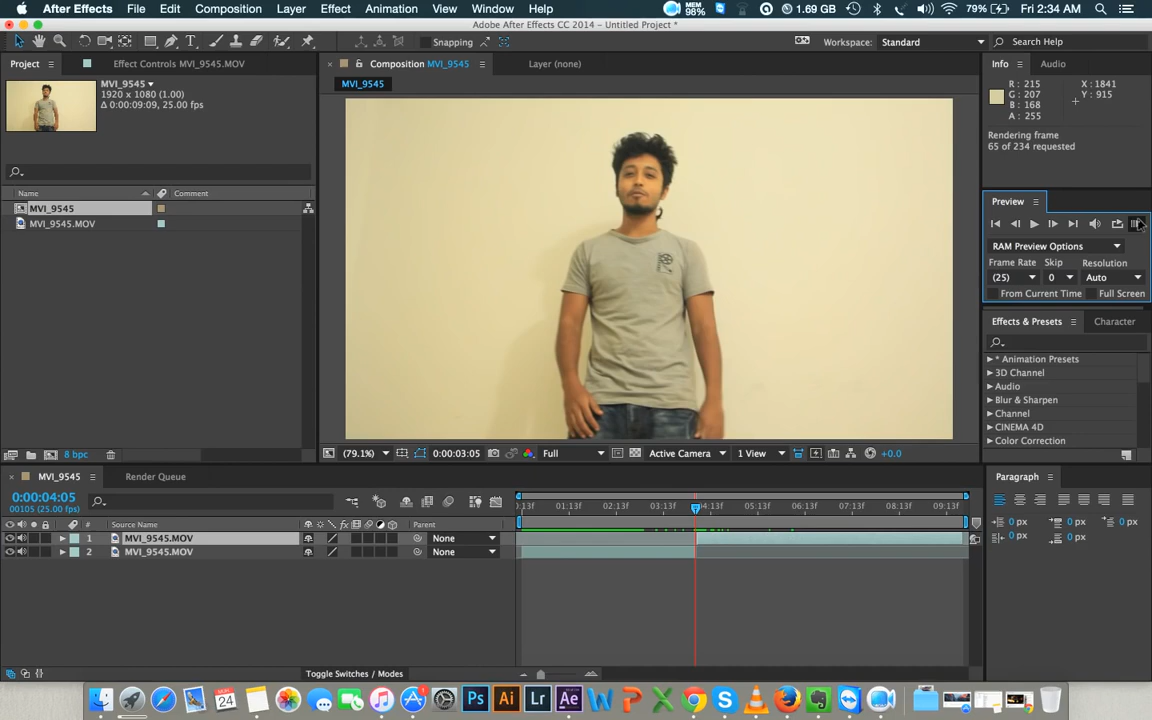 After Effects File Edit Composition Layer Effect Animation View Window Help MEM 98% 1.69 GB 79% Fri 2:34 AM
Adobe After Effects CC 2014 - Untitled Project *
Snapping Workspace: Standard Search Help
Project Effect Controls MVI_9545.MOV
MVI_9545
1920 x 1080 (1.00)
Δ 0:00:09:09, 25.00 fps
Name Comment
MVI_9545
MVI_9545.MOV
8 bpc
Composition MVI_9545 Layer (none)
MVI_9545
(79.1%) 0:00:03:05 Full Active Camera 1 View +0.0
Info Audio
R : 215 X : 1841
G : 207 Y : 915
B : 168
A : 255
Rendering frame
65 of 234 requested
Preview
RAM Preview Options
Frame Rate Skip Resolution
(25) 0 Auto
From Current Time Full Screen
Effects & Presets Character
* Animation Presets
3D Channel
Audio
Blur & Sharpen
Channel
CINEMA 4D
Color Correction
MVI_9545 Render Queue
0:00:04:05
00105 (25.00 fps)
01:13f 02:13f 03:13f 04:13f 05:13f 06:13f 07:13f 08:13f 09:13f
# Source Name Parent
1 MVI_9545.MOV None
2 MVI_9545.MOV None
Toggle Switches / Modes
Paragraph
0 px 0 px 0 px
0 px 0 px